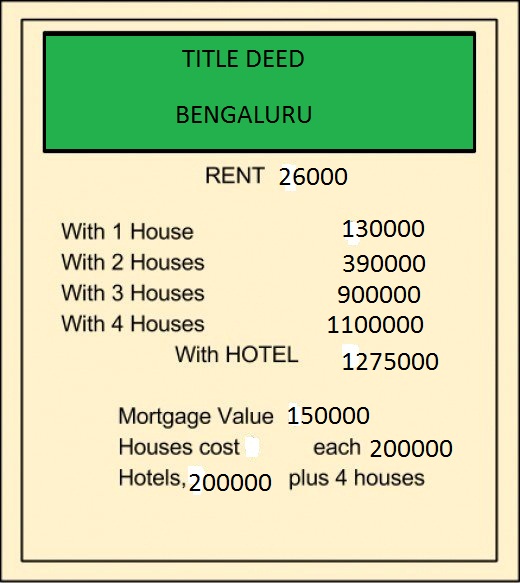 TITLE DEED
BENGALURU
RENT 26000
With 1 House 130000
With 2 Houses 390000
With 3 Houses 900000
With 4 Houses 1100000
With HOTEL 1275000
Mortgage Value 150000
Houses cost each 200000
Hotels, 200000 plus 4 houses